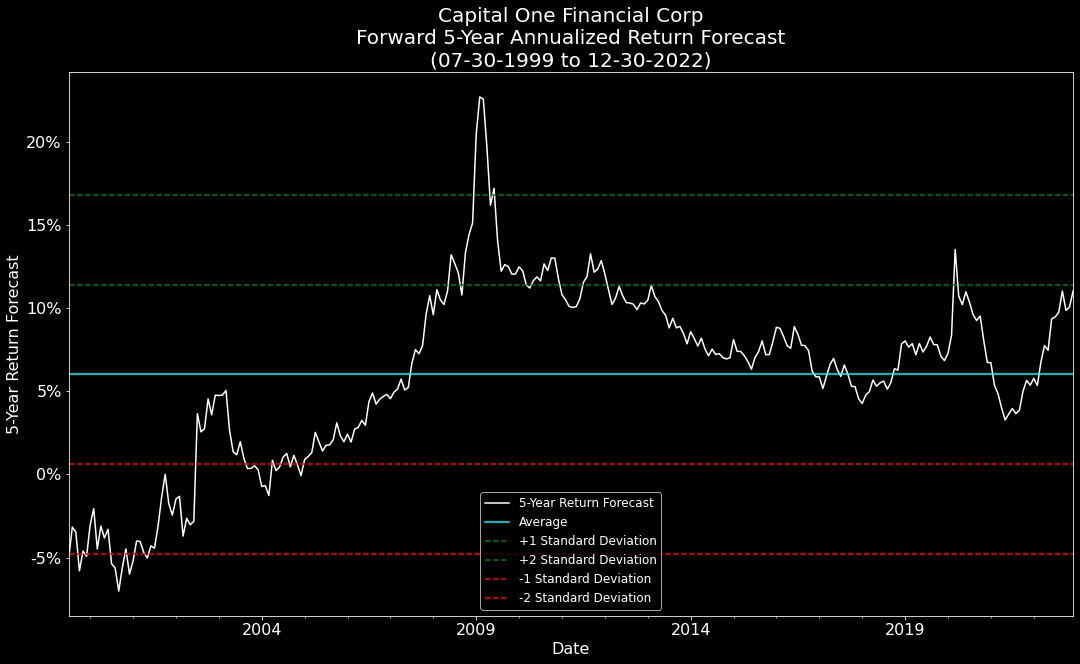 Capital One Financial Corp
Forward 5-Year Annualized Return Forecast
(07-30-1999 to 12-30-2022)
5-Year Return Forecast
20%
15%
10%
5%
0%
-5%
5-Year Return Forecast
Average
+1 Standard Deviation
+2 Standard Deviation
-1 Standard Deviation
-2 Standard Deviation
2004
2009
2014
2019
Date